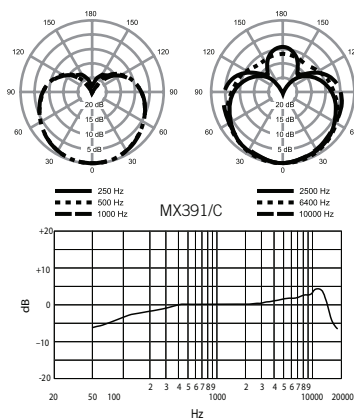 180 180
150 150 150 150
120 120 120 120
90 90 90 90
20 dB 20 dB
15 dB 15 dB
60 10 dB 60 60 10 dB 60
5 dB 5 dB
30 30 30 30
0 0
250 Hz 2500 Hz
500 Hz 6400 Hz
1000 Hz 10000 Hz
MX391/C
+20
+10
dB
0
-10
-20
20 50 100 2 3 4 5 6 7 8 9 1000 2 3 4 5 6 7 8 9 10000 20000
Hz